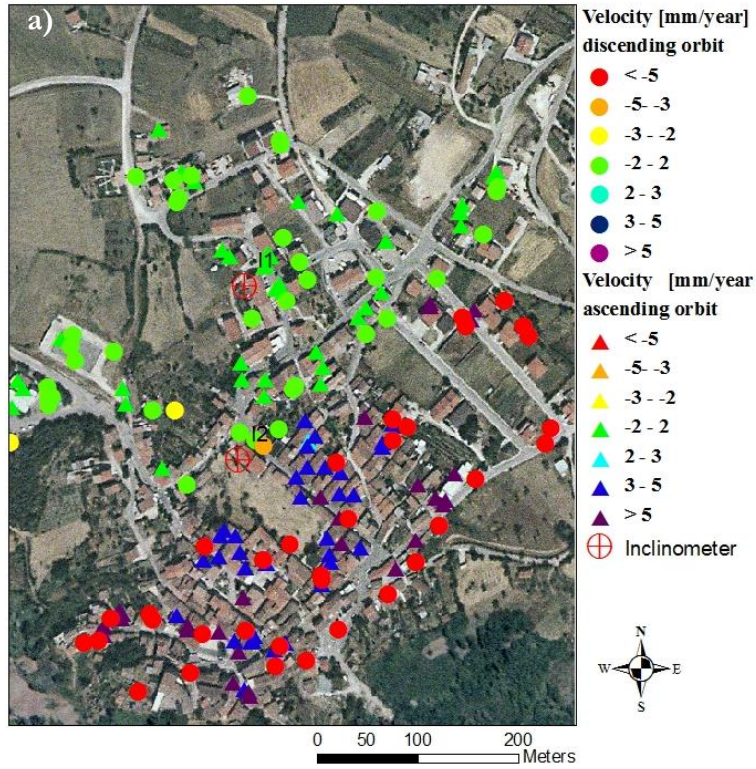 a)
I1
I2
Velocity [mm/year]
discending orbit
< -5
-5 - -3
-3 - -2
-2 - 2
2 - 3
3 - 5
> 5
Velocity [mm/year
ascending orbit
< -5
-5 - -3
-3 - -2
-2 - 2
2 - 3
3 - 5
> 5
Inclinometer
N
W E
S
0 50 100 200
Meters